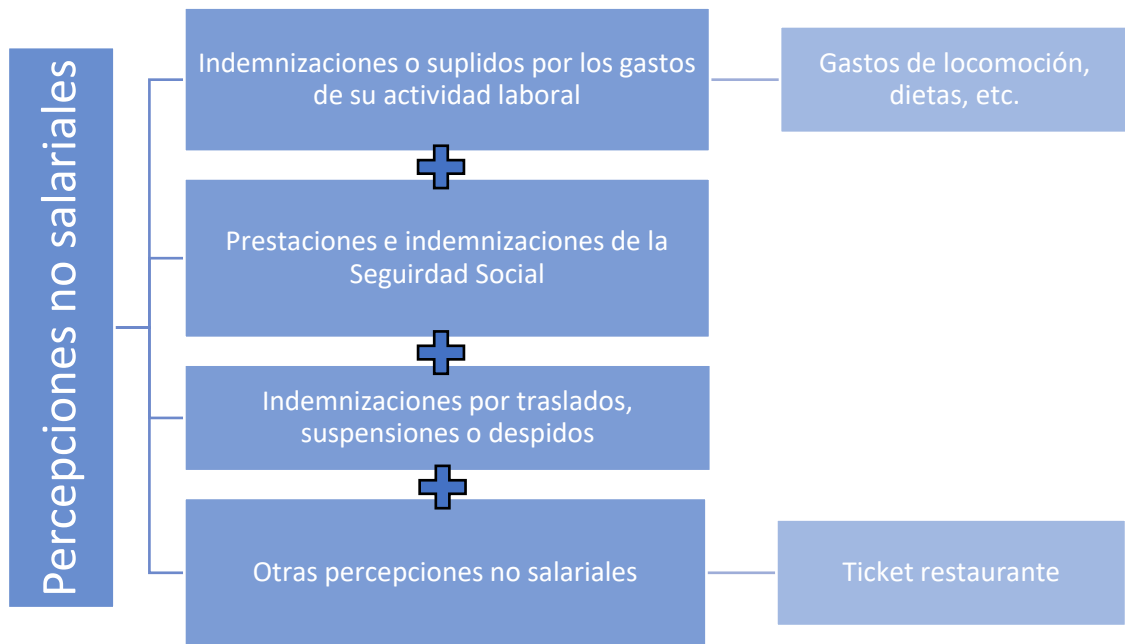 Percepciones no salariales
Indemnizaciones o suplidos por los gastos
de su actividad laboral
Gastos de locomoción,
dietas, etc.
Prestaciones e indemnizaciones de la
Seguirdad Social
Indemnizaciones por traslados,
suspensiones o despidos
Otras percepciones no salariales
Ticket restaurante